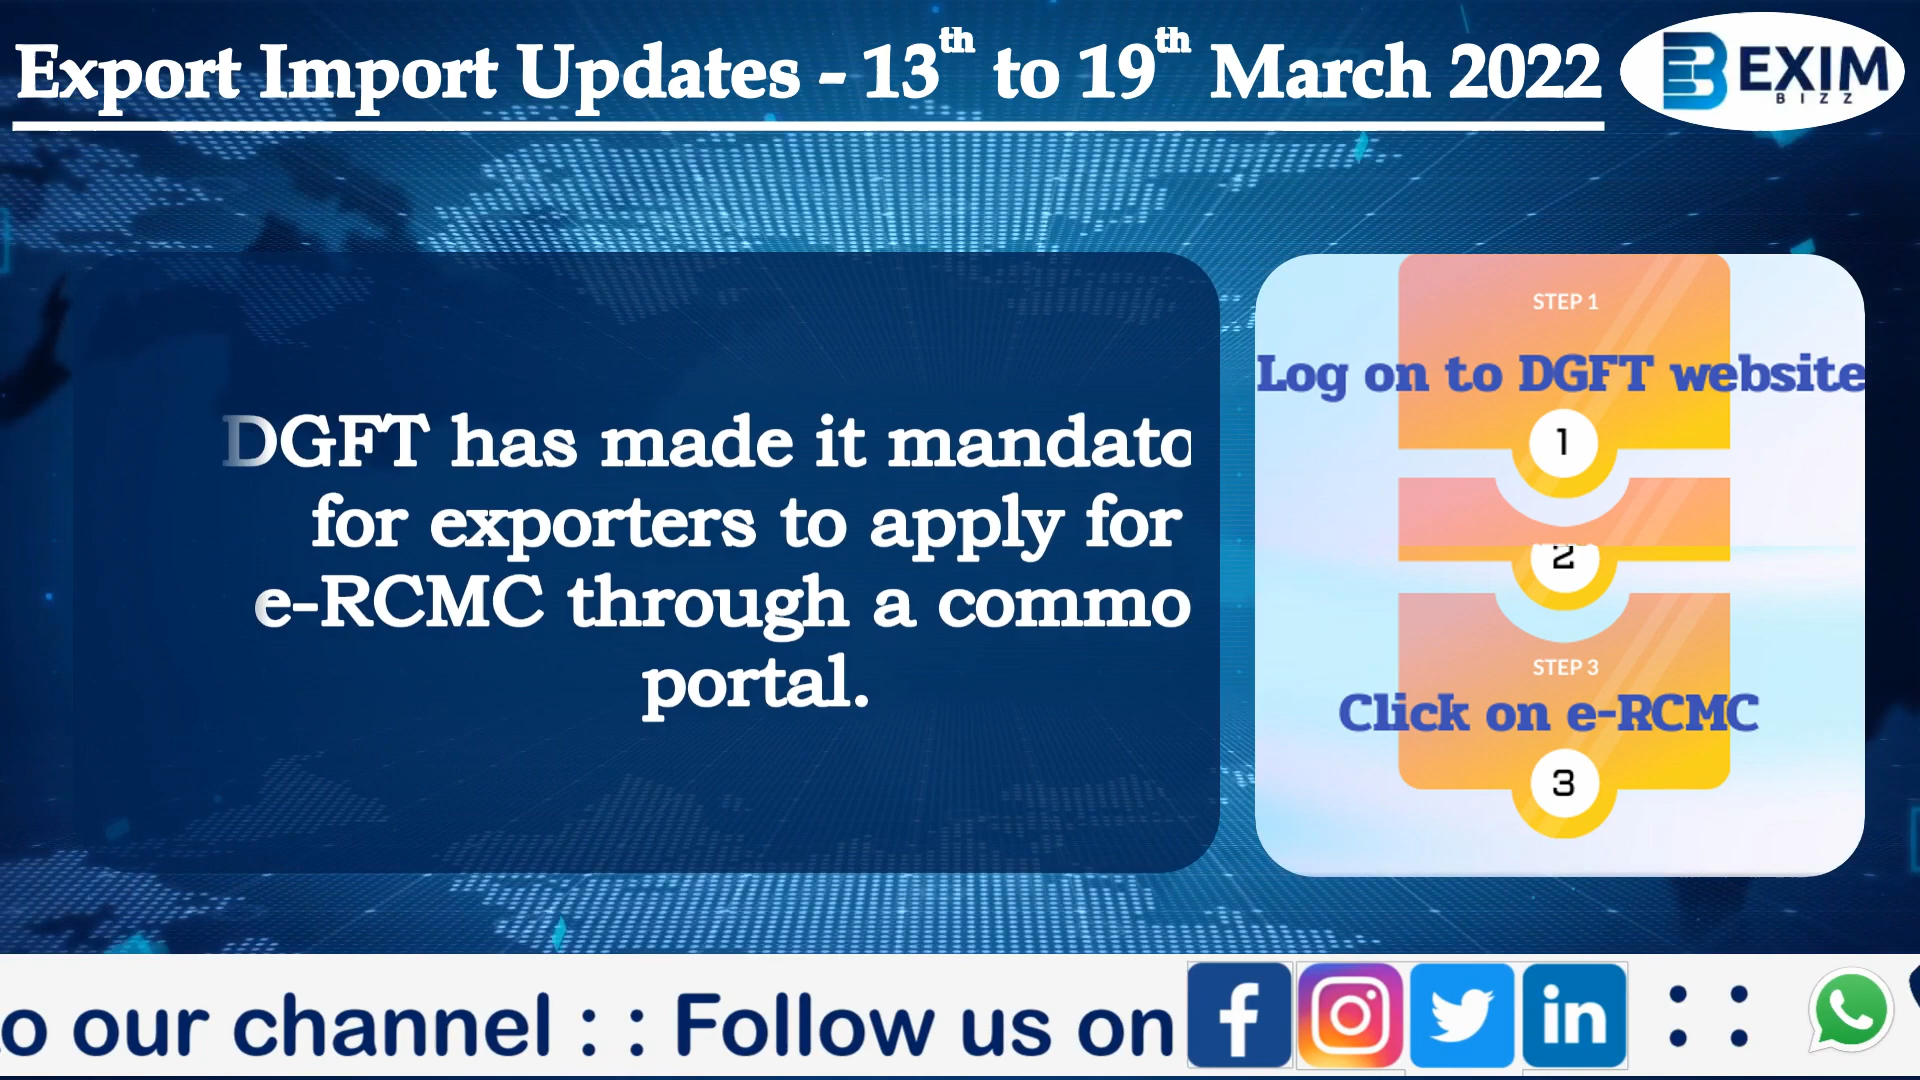 Export Import Updates - 13th to 19th March 2022
EXIM
BIZZ
DGFT has made it mandato
for exporters to apply for
e-RCMC through a commo
portal.
STEP 1
Log on to DGFT website
1
2
STEP 3
Click on e-RCMC
3
o our channel : : Follow us on : :